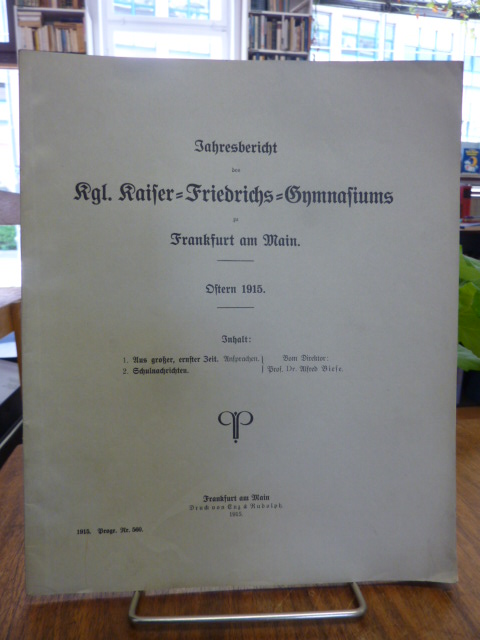 Jahresbericht
des
Kgl. Kaiser=Friedrichs=Gymnasiums
zu
Frankfurt am Main.
Ostern 1915.
Inhalt:
1. Aus großer, ernster Zeit. Ansprachen. } Vom Direktor:
2. Schulnachrichten. } Prof. Dr. Alfred Biese.
Frankfurt am Main
Druck von Enz & Rudolph
1915.
1915. Progr. Nr. 560.